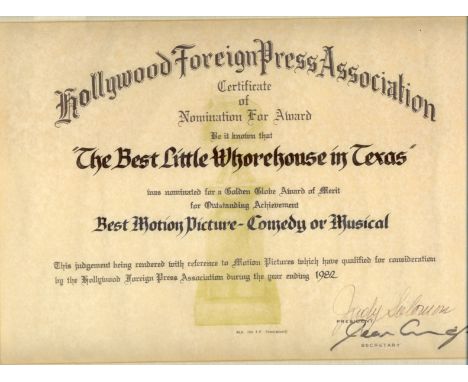 Hollywood Foreign Press Association
Certificate
of
Nomination For Award
Be it known that
"The Best Little Whorehouse in Texas"
was nominated for a Golden Globe Award of Merit
for Outstanding Achievement
Best Motion Picture - Comedy or Musical
This judgement being rendered with reference to Motion Pictures which have qualified for consideration
by the Hollywood Foreign Press Association during the year ending 1982
Judy Solomon
PRESIDENT
SECRETARY